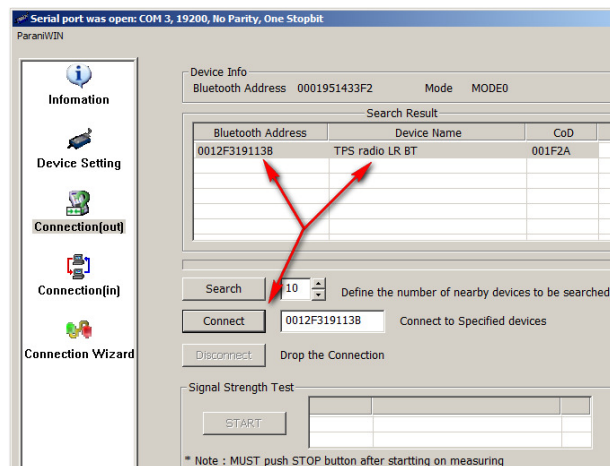 Serial port was open: COM 3, 19200, No Parity, One Stopbit
ParaniWIN
Infomation
Device Setting
Connection(out)
Connection(in)
Connection Wizard
Device Info
Bluetooth Address 0001951433F2 Mode MODE0
Search Result
Bluetooth Address Device Name CoD
0012F319113B TPS radio LR BT 001F2A
Search 10 Define the number of nearby devices to be searched
Connect 0012F319113B Connect to Specified devices
Disconnect Drop the Connection
Signal Strength Test
START
* Note : MUST push STOP button after startting on measuring